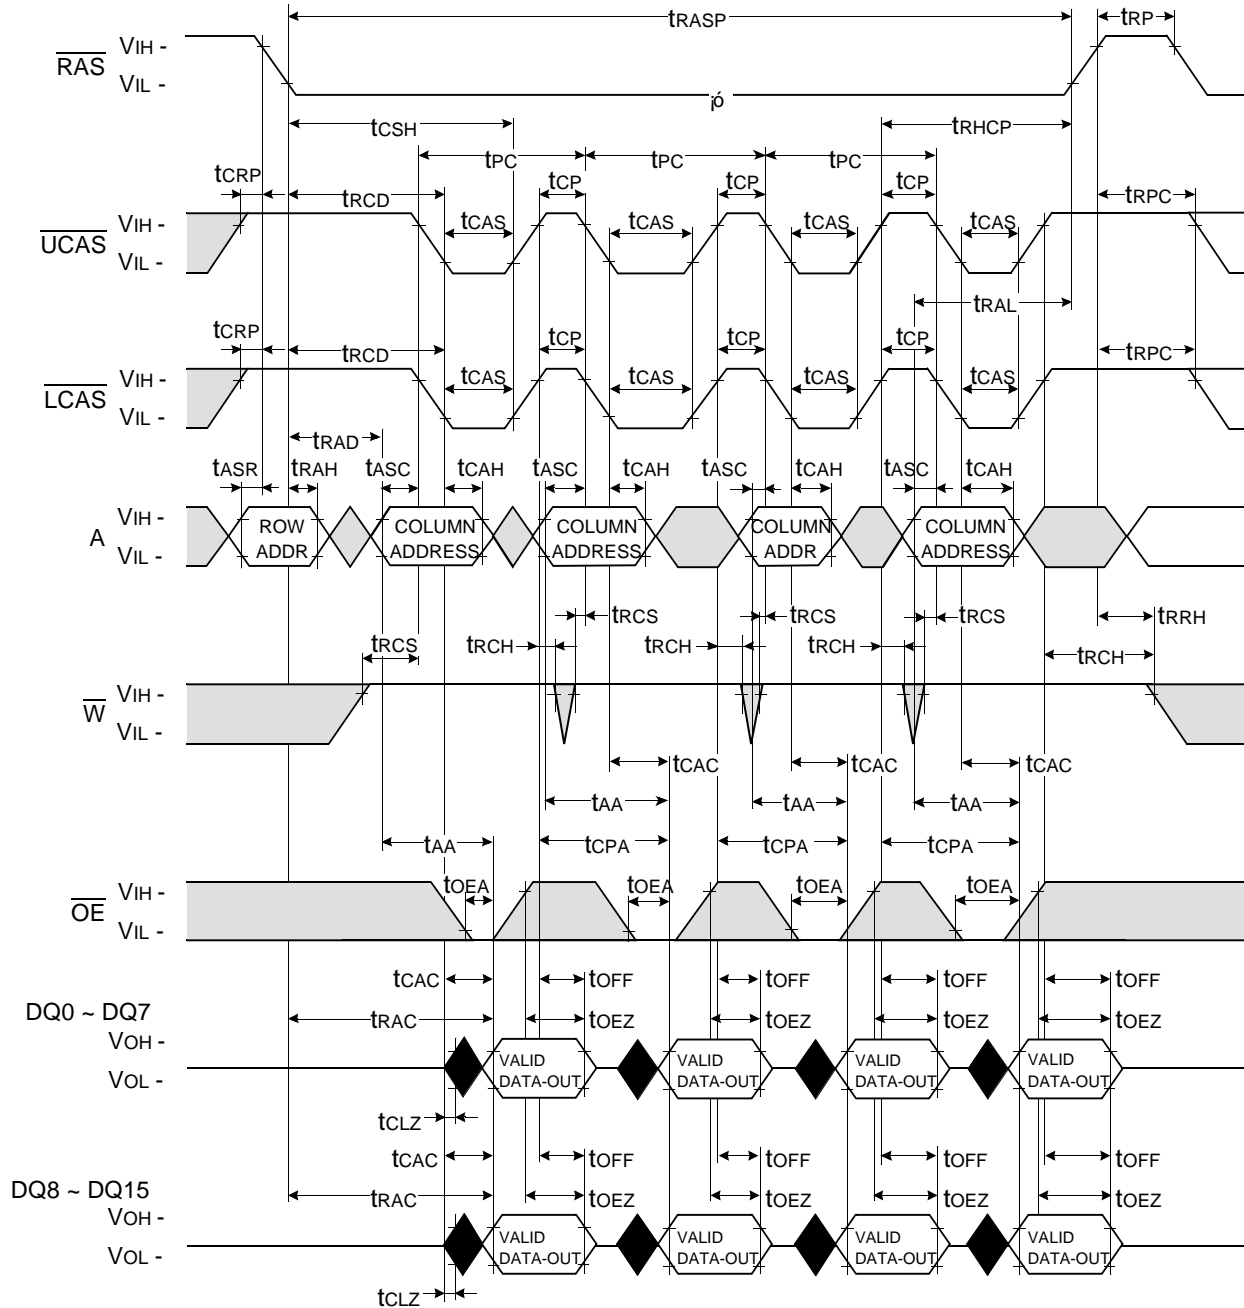 tRASP tRP
RAS VIH -
VIL -
¡ó
tCSH tRHCP
tPC tPC tPC
tCRP tRCD tCP tCP tCP tRPC
UCAS VIH -
VIL -
tCAS tCAS tCAS tCAS
tRAL
tCRP tRCD tCP tCP tCP tRPC
LCAS VIH -
VIL -
tCAS tCAS tCAS tCAS
tRAD
tASR tRAH tASC tCAH tASC tCAH tASC tCAH tASC tCAH
A VIH -
VIL -
ROW ADDR
COLUMN ADDRESS
COLUMN ADDRESS
COLUMN ADDR
COLUMN ADDRESS
tRCS tRCS tRCS tRRH
tRCS tRCH tRCH tRCH tRCH
W VIH -
VIL -
tCAC tCAC tCAC
tAA tAA tAA
tAA tCPA tCPA tCPA
OE VIH -
VIL -
tOEA tOEA tOEA tOEA
tCAC tOFF tOFF tOFF tOFF
DQ0 ~ DQ7
tRAC tOEZ tOEZ tOEZ tOEZ
VOH -
VOL -
VALID DATA-OUT
VALID DATA-OUT
VALID DATA-OUT
VALID DATA-OUT
tCLZ
tCAC tOFF tOFF tOFF tOFF
DQ8 ~ DQ15
tRAC tOEZ tOEZ tOEZ tOEZ
VOH -
VOL -
VALID DATA-OUT
VALID DATA-OUT
VALID DATA-OUT
VALID DATA-OUT
tCLZ